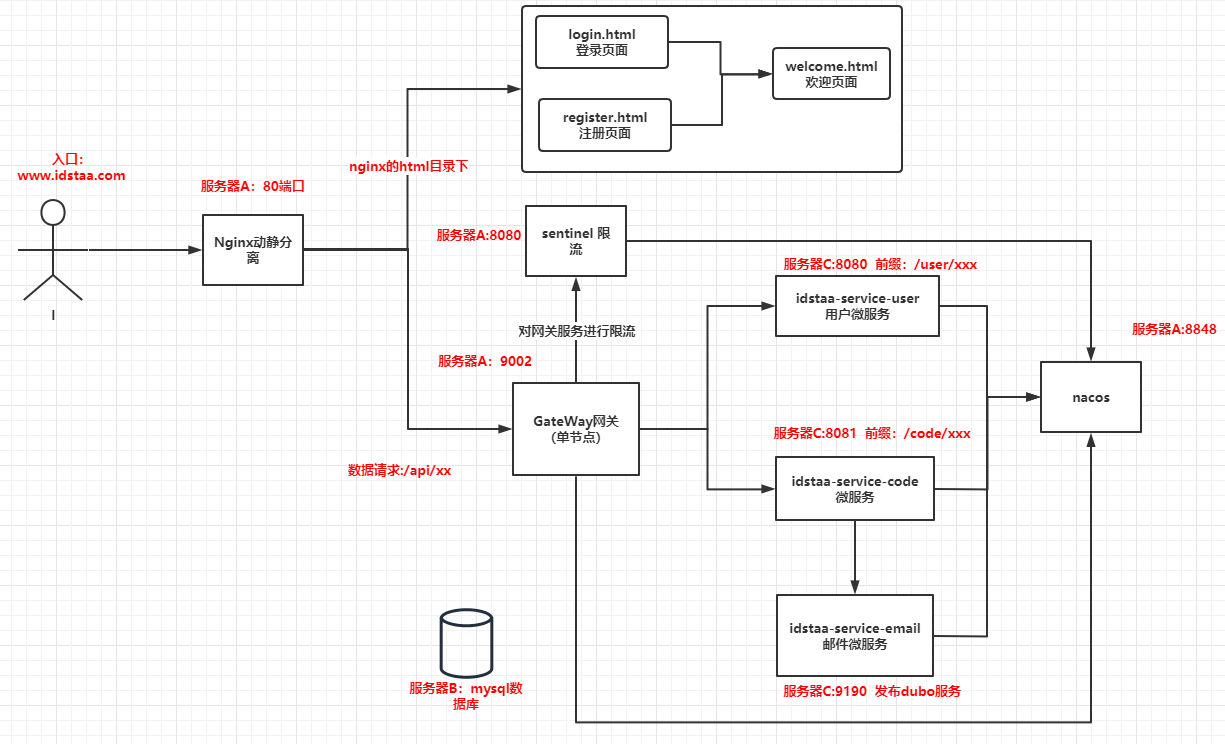 login.html
登录页面
welcome.html
欢迎页面
register.html
注册页面
入口：
www.idstaa.com
nginx的html目录下
服务器A：80端口
Nginx动静分
离
I
服务器A:8080
sentinel 限
流
服务器C:8080 前缀：/user/xxx
idstaa-service-user
用户微服务
对网关服务进行限流
服务器A:8848
服务器A：9002
nacos
GateWay网关
(单节点)
服务器C:8081 前缀：/code/xxx
数据请求:/api/xx
idstaa-service-code
微服务
idstaa-service-email
邮件微服务
服务器C:9190 发布dubo服务
服务器B：mysql数
据库